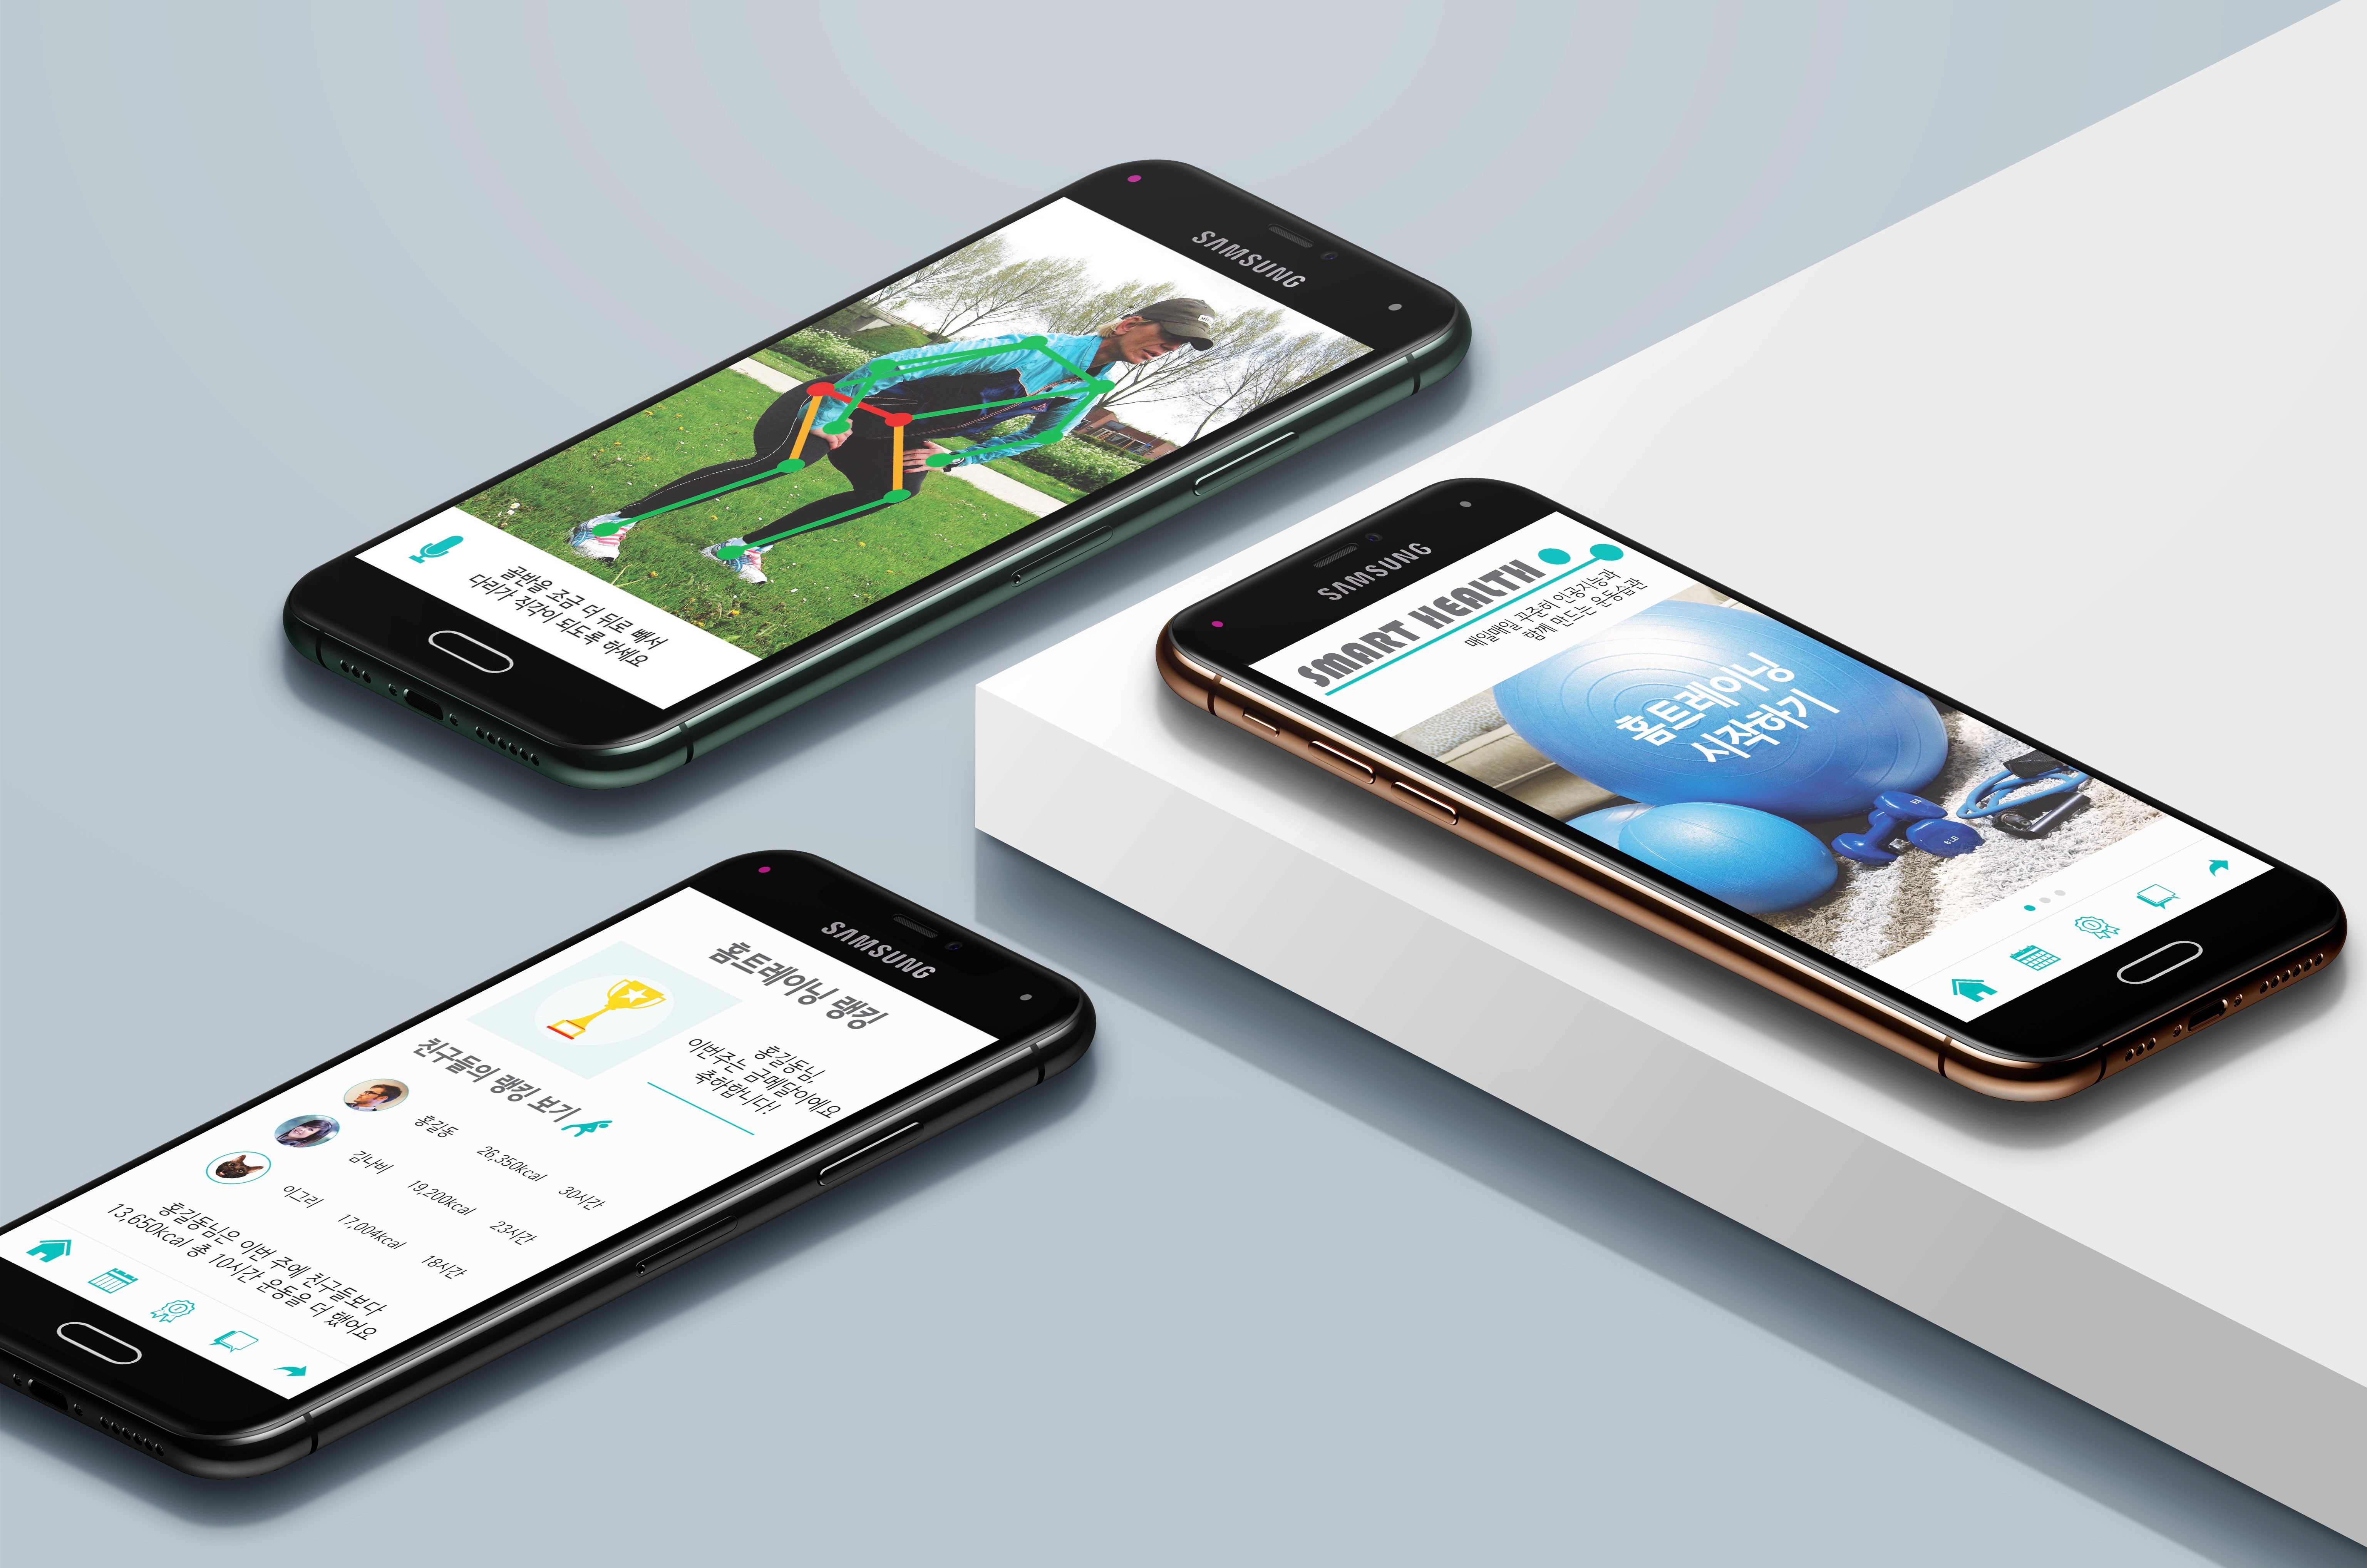 SAMSUNG
골반을 조금 더 뒤로 빼서
다리가 직각이 되도록 하세요
SAMSUNG
SMART HEALTH
매일매일 꾸준히 인공지능과
함께 만드는 운동습관
홈트레이닝
시작하기
8 LB
SAMSUNG
홈트레이닝 랭킹
홍길동님,
이번주는 금메달이에요
축하합니다!
친구들의 랭킹 보기
홍길동 26,350kcal 30시간
김나비 19,200kcal 23시간
이그리 17,004kcal 18시간
홍길동님은 이번 주에 친구들보다
13,650kcal 총 10시간 운동을 더 했어요